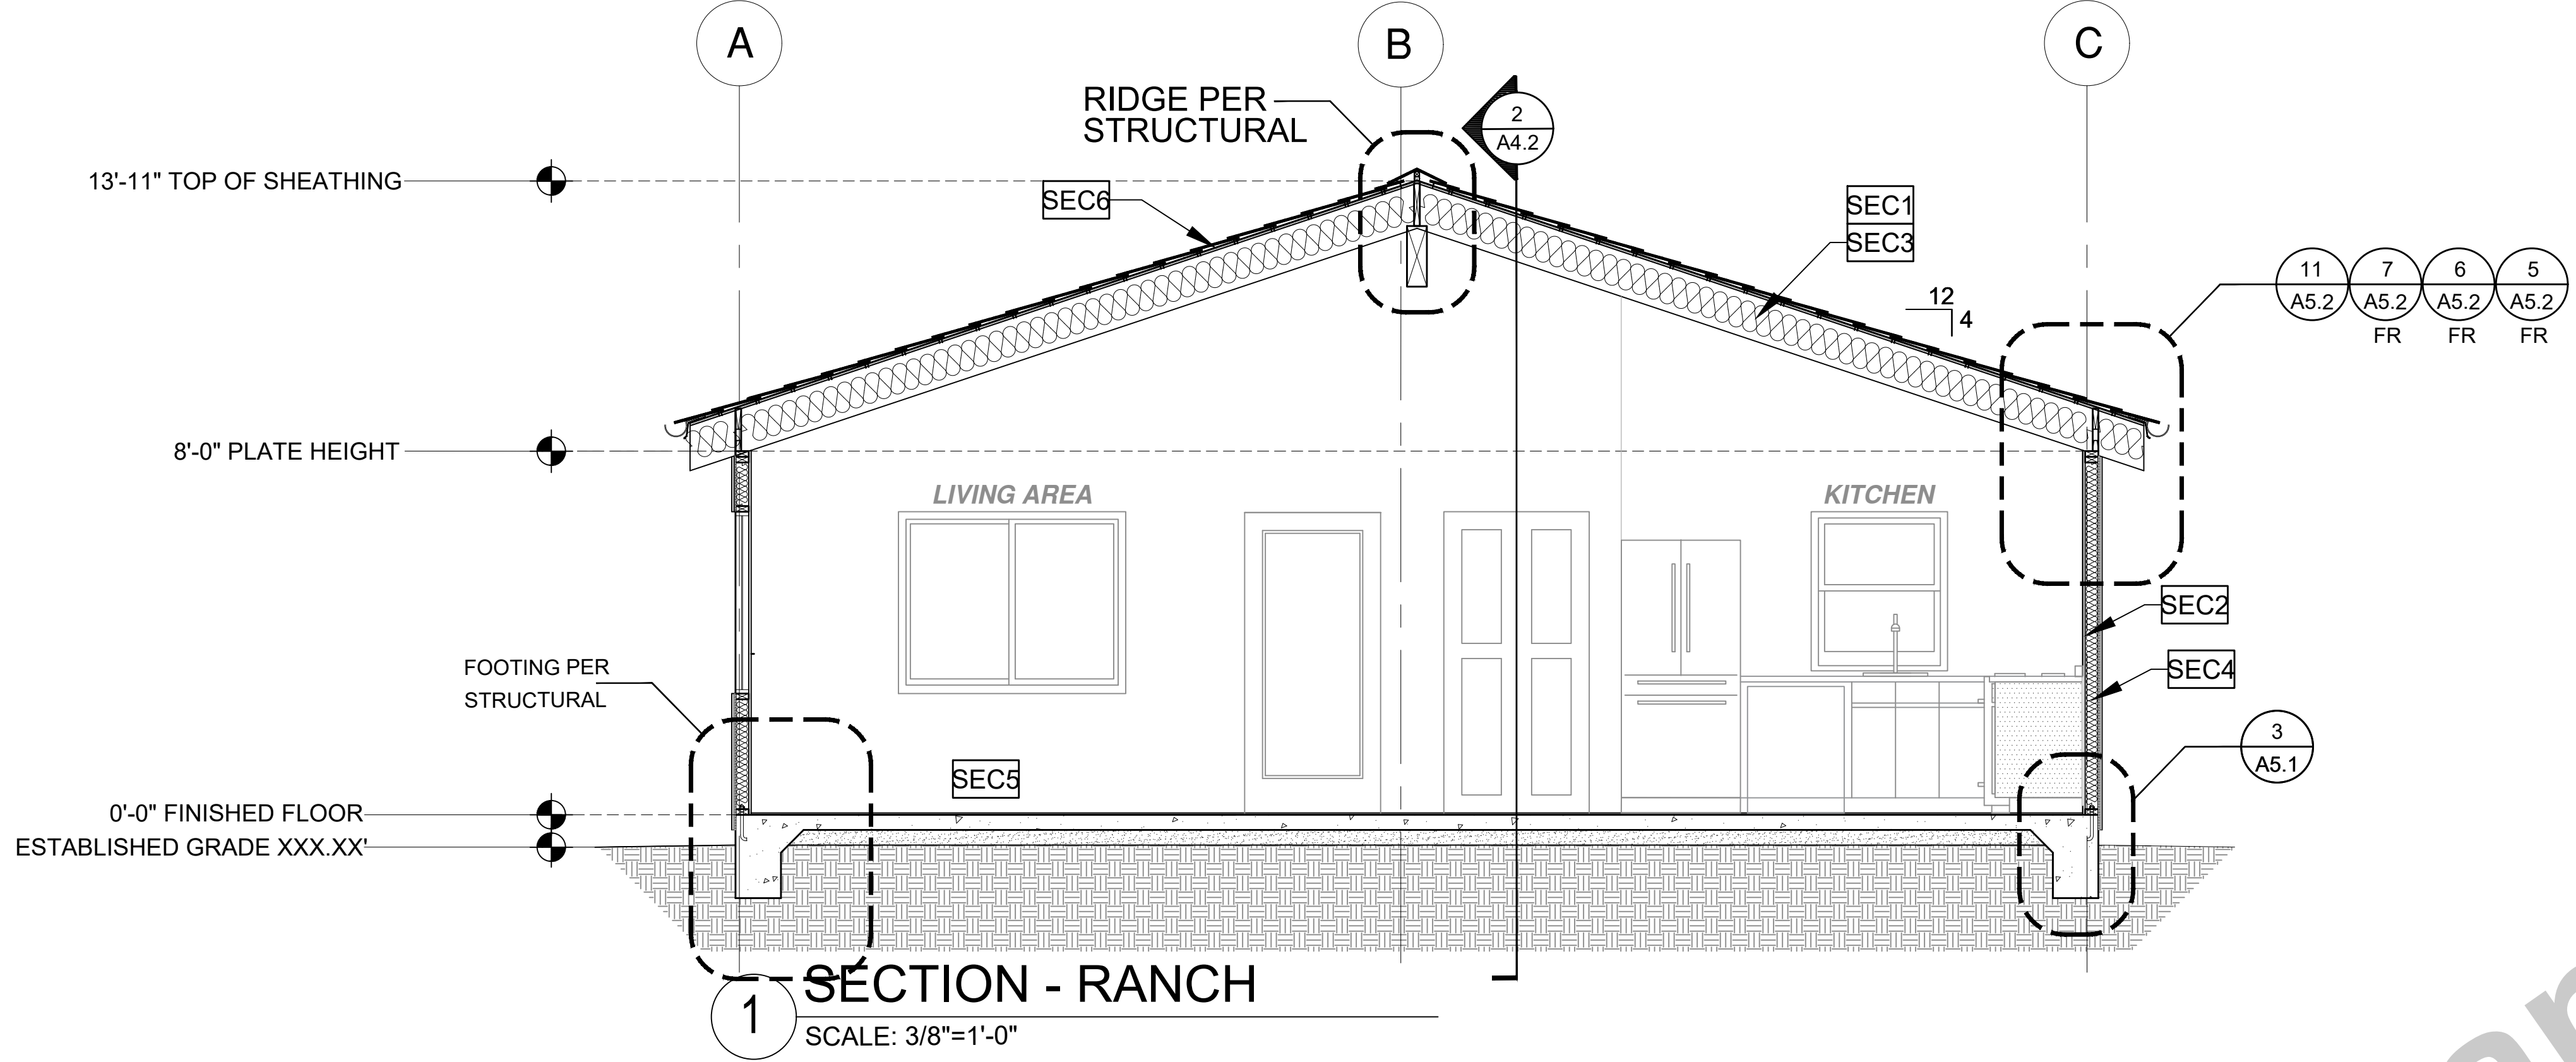 A
B
C
RIDGE PER
STRUCTURAL
2
A4.2
13'-11" TOP OF SHEATHING
SEC6
SEC1
SEC3
12
4
11
A5.2
7
A5.2
FR
6
A5.2
FR
5
A5.2
FR
8'-0" PLATE HEIGHT
LIVING AREA
KITCHEN
SEC2
SEC4
FOOTING PER
STRUCTURAL
3
A5.1
SEC5
0'-0" FINISHED FLOOR
ESTABLISHED GRADE XXX.XX'
1
SECTION - RANCH
SCALE: 3/8"=1'-0"